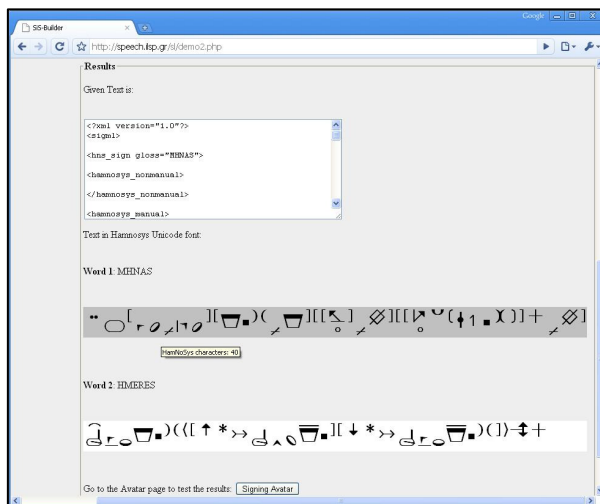 Google
SiS-Builder
http://speech.ilsp.gr/sl/demo2.php
Results
Given Text is:
<?xml version="1.0"?>
<sigml>
<hns_sign gloss="MHNAS">
<hamnosys_nonmanual>
</hamnosys_nonmanual>
<hamnosys_manual>
Text in Hamnosys Unicode font:
Word 1: MHNAS
HamNoSys characters: 40
Word 2: HMERES
Go to the Avatar page to test the results: Signing Avatar